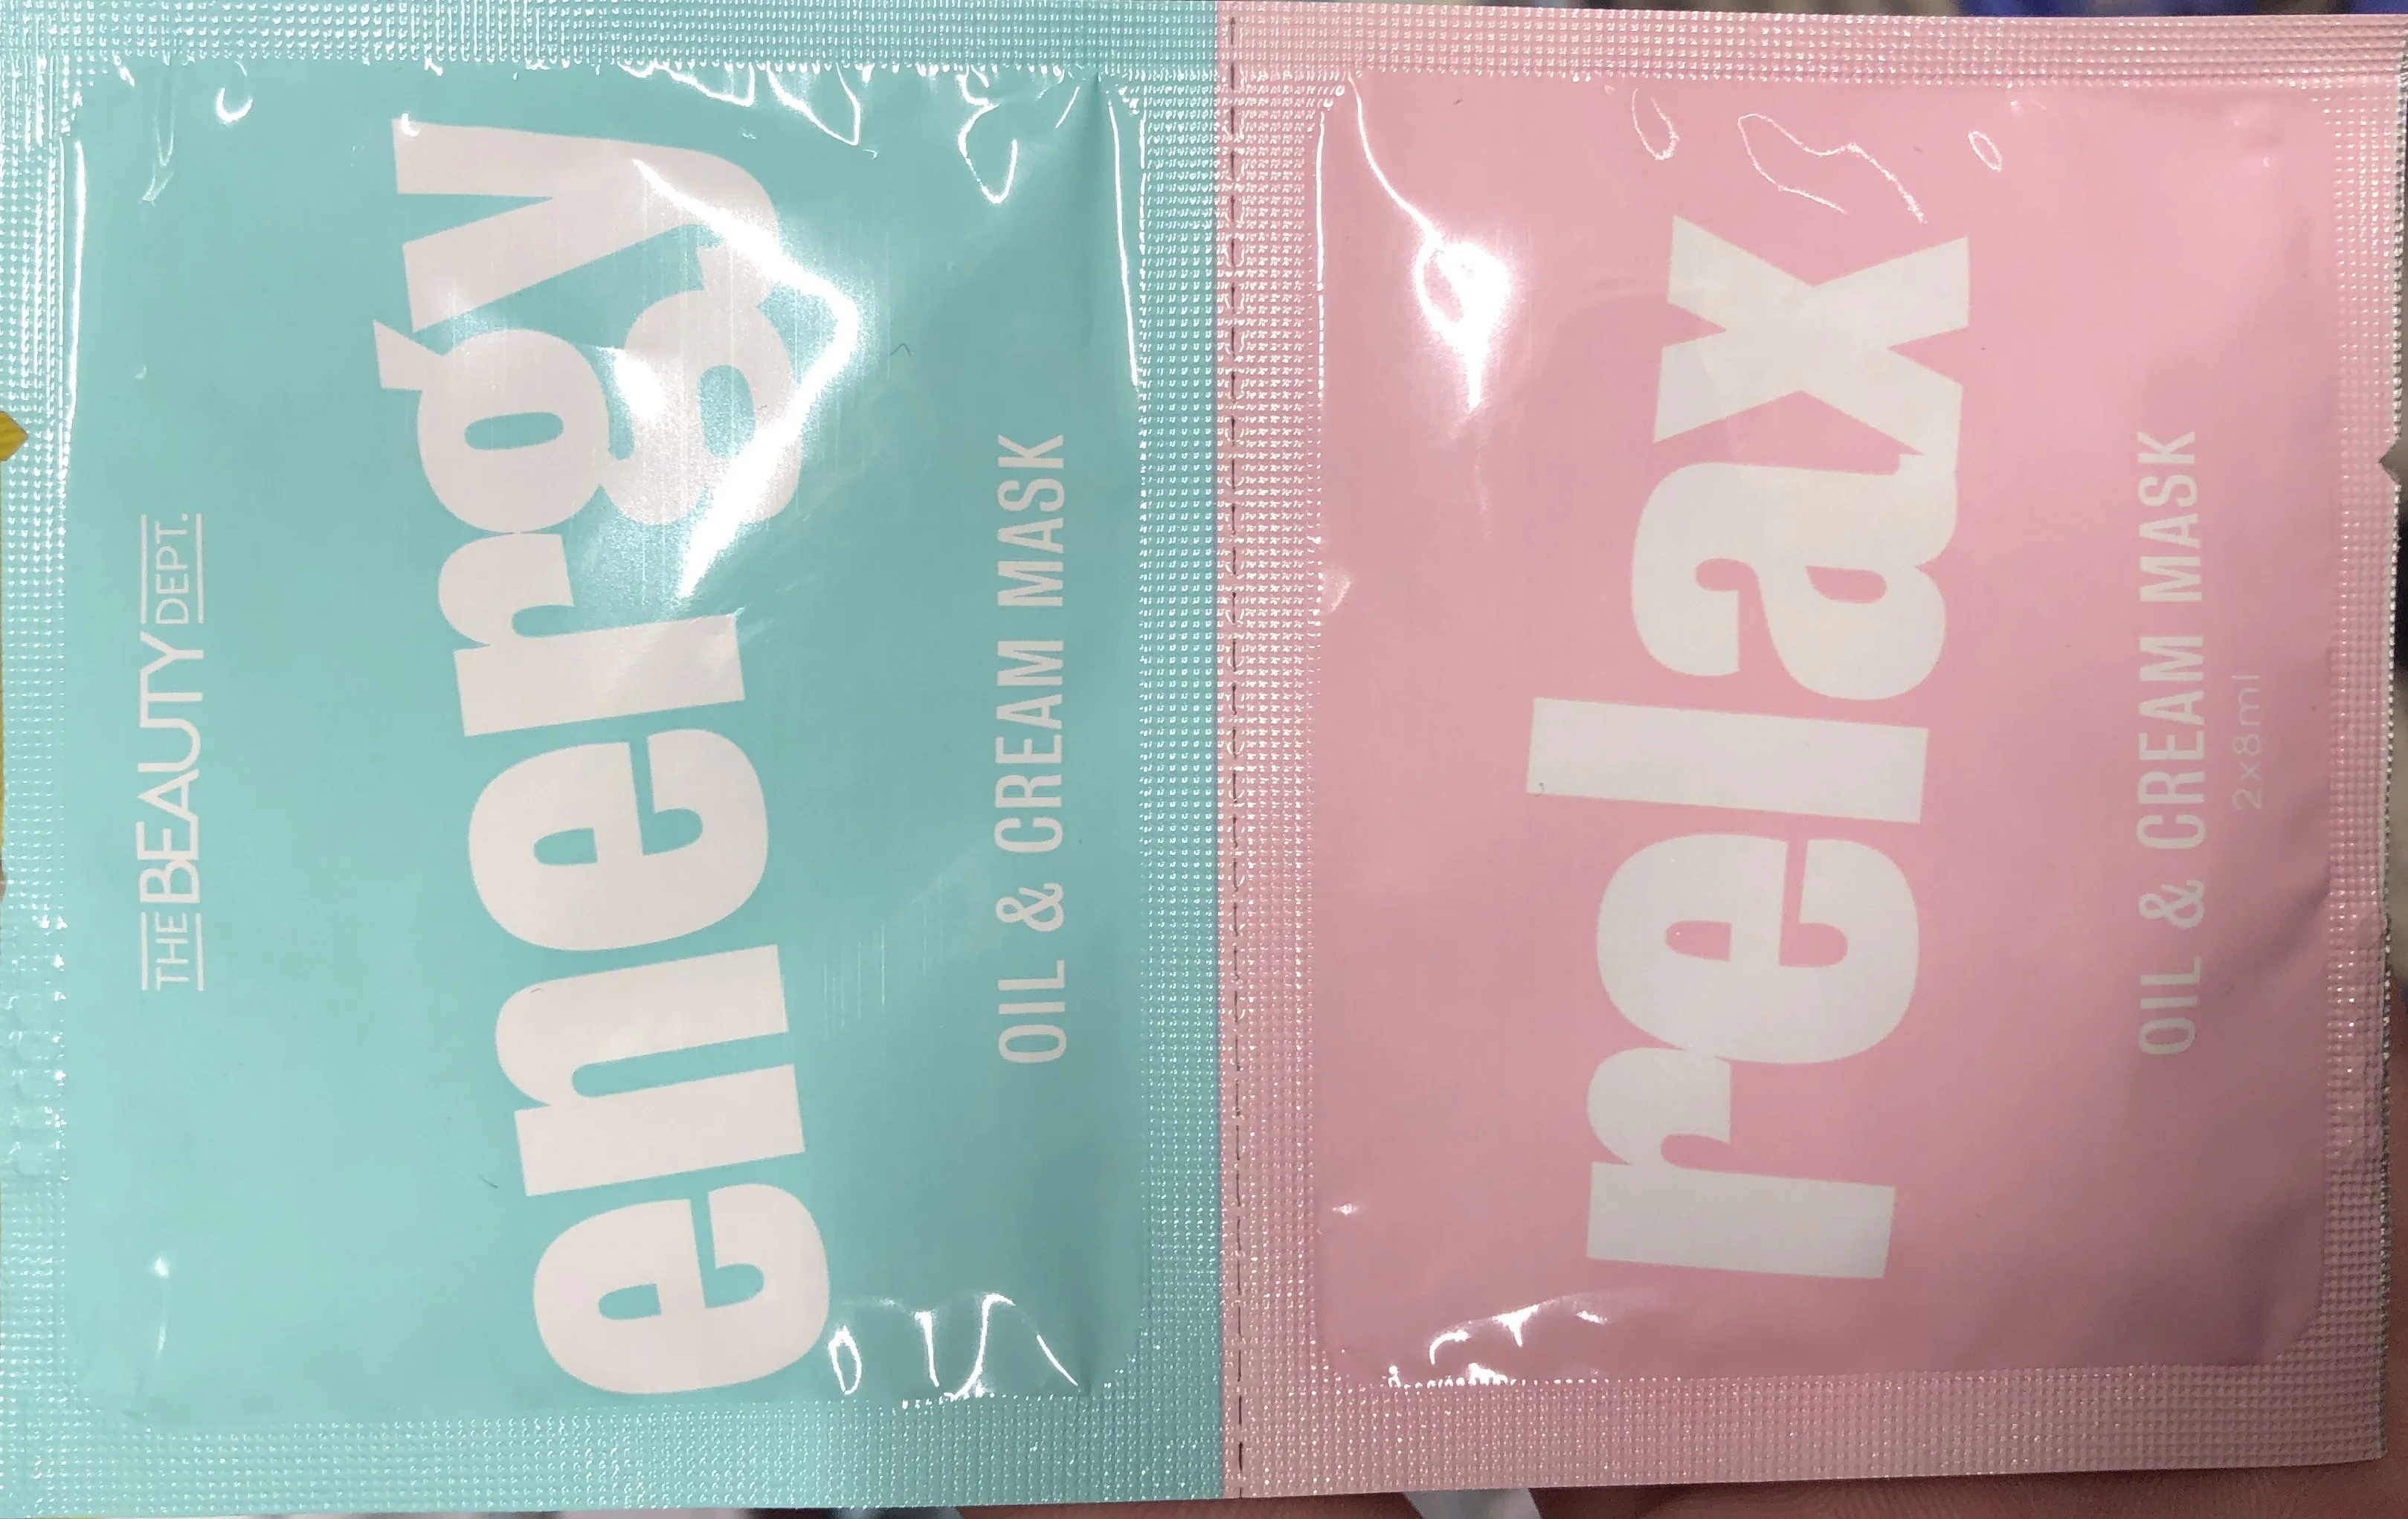 THE BEAUTY DEPT.
energy
OIL & CREAM MASK
relax
OIL & CREAM MASK
2x8ml